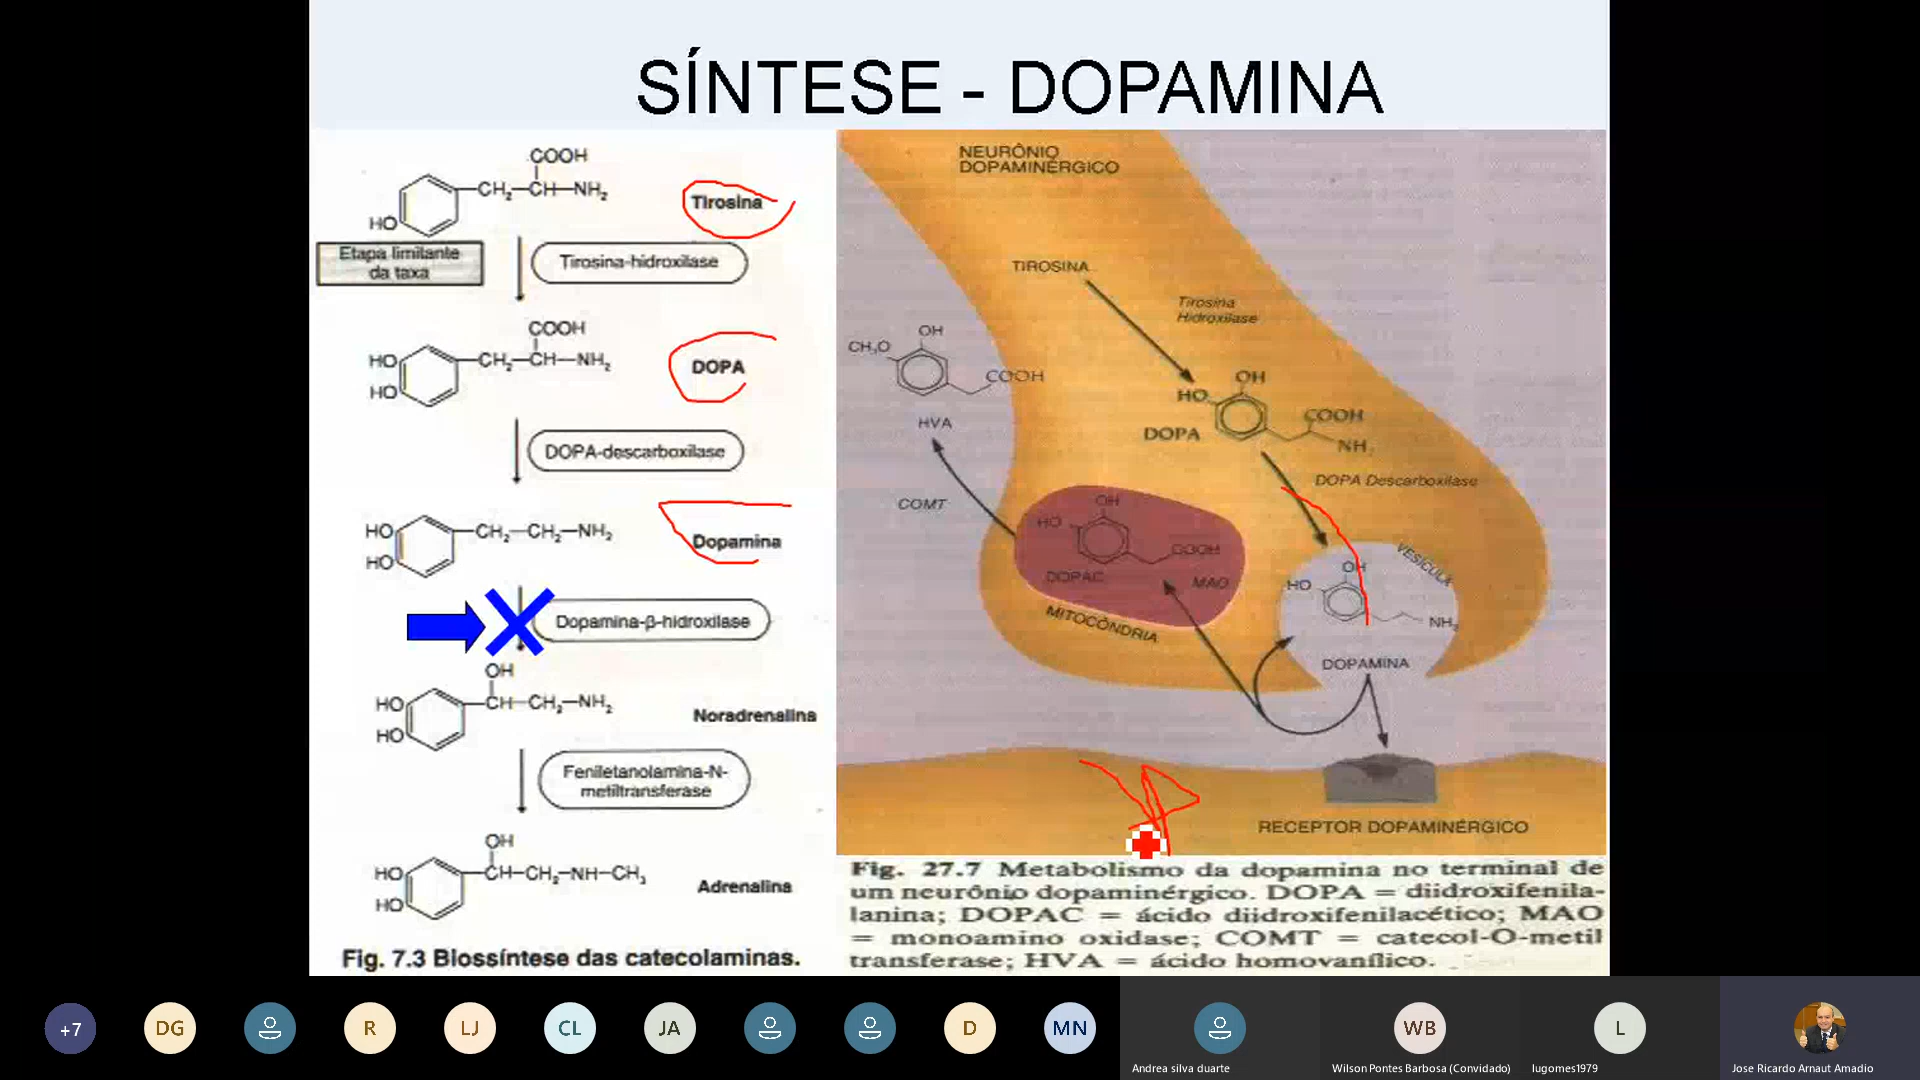 SÍNTESE - DOPAMINA
COOH
CH2—CH—NH2
HO
Tirosina
Etapa limitante
da taxa
Tirosina-hidroxilase
COOH
HO
CH2—CH—NH2
HO
DOPA
DOPA-descarboxilase
HO
CH2—CH2—NH2
HO
Dopamina
Dopamina-β-hidroxilase
OH
HO
CH—CH2—NH2
HO
Noradrenalina
Feniletanolamina-N-
metiltransferase
OH
HO
CH—CH2—NH—CH3
HO
Adrenalina
Fig. 7.3 Biossíntese das catecolaminas.
NEURÔNIO
DOPAMINÉRGICO
TIROSINA
Tirosina
Hidroxilase
OH
CH3O
COOH
HVA
OH
HO
COOH
DOPA
NH
DOPA Descarboxilase
COMT
OH
HO
COOH
DOPAC
MAO
MITOCÔNDRIA
VESÍCULA
OH
HO
NH2
DOPAMINA
RECEPTOR DOPAMINÉRGICO
Fig. 27.7 Metabolismo da dopamina no terminal de
um neurônio dopaminérgico. DOPA = diidroxifenila-
lanina; DOPAC = ácido diidroxifenilacético; MAO
= monoamino oxidase; COMT = catecol-O-metil
transferase; HVA = ácido homovanílico.
+7
DG
R
LJ
CL
JA
D
MN
Andrea silva duarte
WB
Wilson Pontes Barbosa (Convidado)
L
lugomes1979
Jose Ricardo Arnaut Amadio